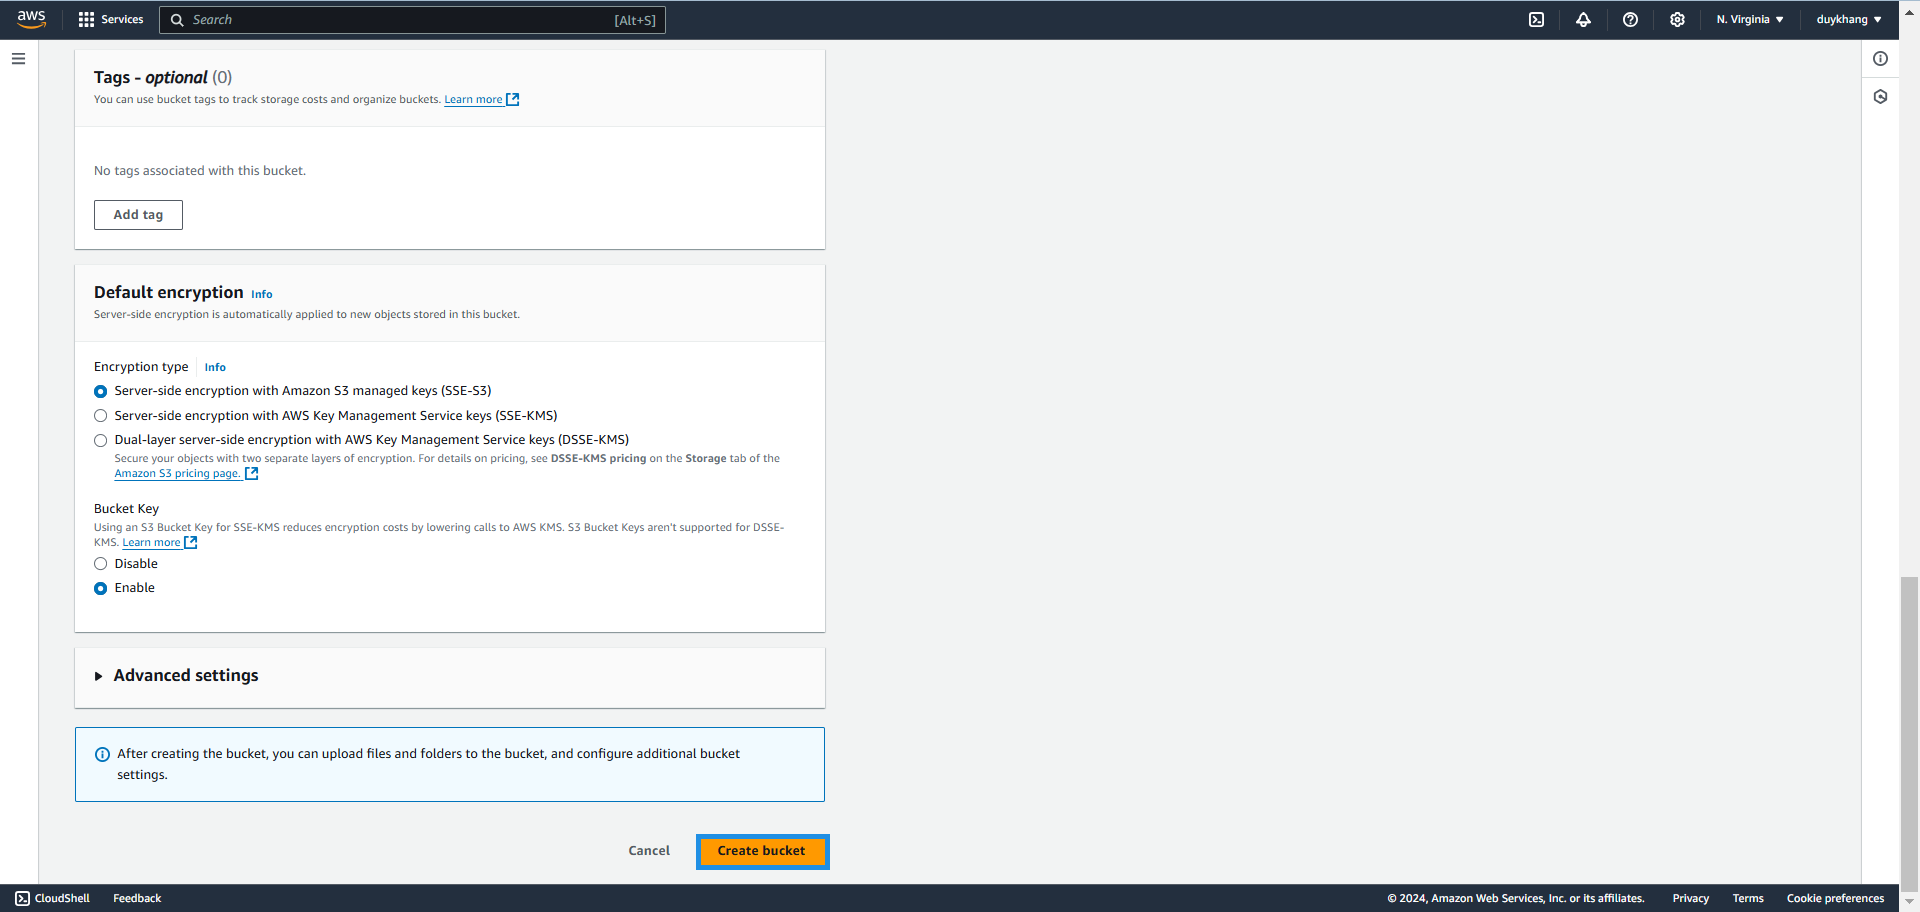 aws
Services
Search
[Alt+S]
N. Virginia
duykhang
Tags - optional (0)
You can use bucket tags to track storage costs and organize buckets. Learn more
No tags associated with this bucket.
Add tag
Default encryption Info
Server-side encryption is automatically applied to new objects stored in this bucket.
Encryption type Info
Server-side encryption with Amazon S3 managed keys (SSE-S3)
Server-side encryption with AWS Key Management Service keys (SSE-KMS)
Dual-layer server-side encryption with AWS Key Management Service keys (DSSE-KMS)
Secure your objects with two separate layers of encryption. For details on pricing, see DSSE-KMS pricing on the Storage tab of the
Amazon S3 pricing page.
Bucket Key
Using an S3 Bucket Key for SSE-KMS reduces encryption costs by lowering calls to AWS KMS. S3 Bucket Keys aren't supported for DSSE-
KMS. Learn more
Disable
Enable
Advanced settings
After creating the bucket, you can upload files and folders to the bucket, and configure additional bucket
settings.
Cancel
Create bucket
CloudShell
Feedback
© 2024, Amazon Web Services, Inc. or its affiliates.
Privacy
Terms
Cookie preferences